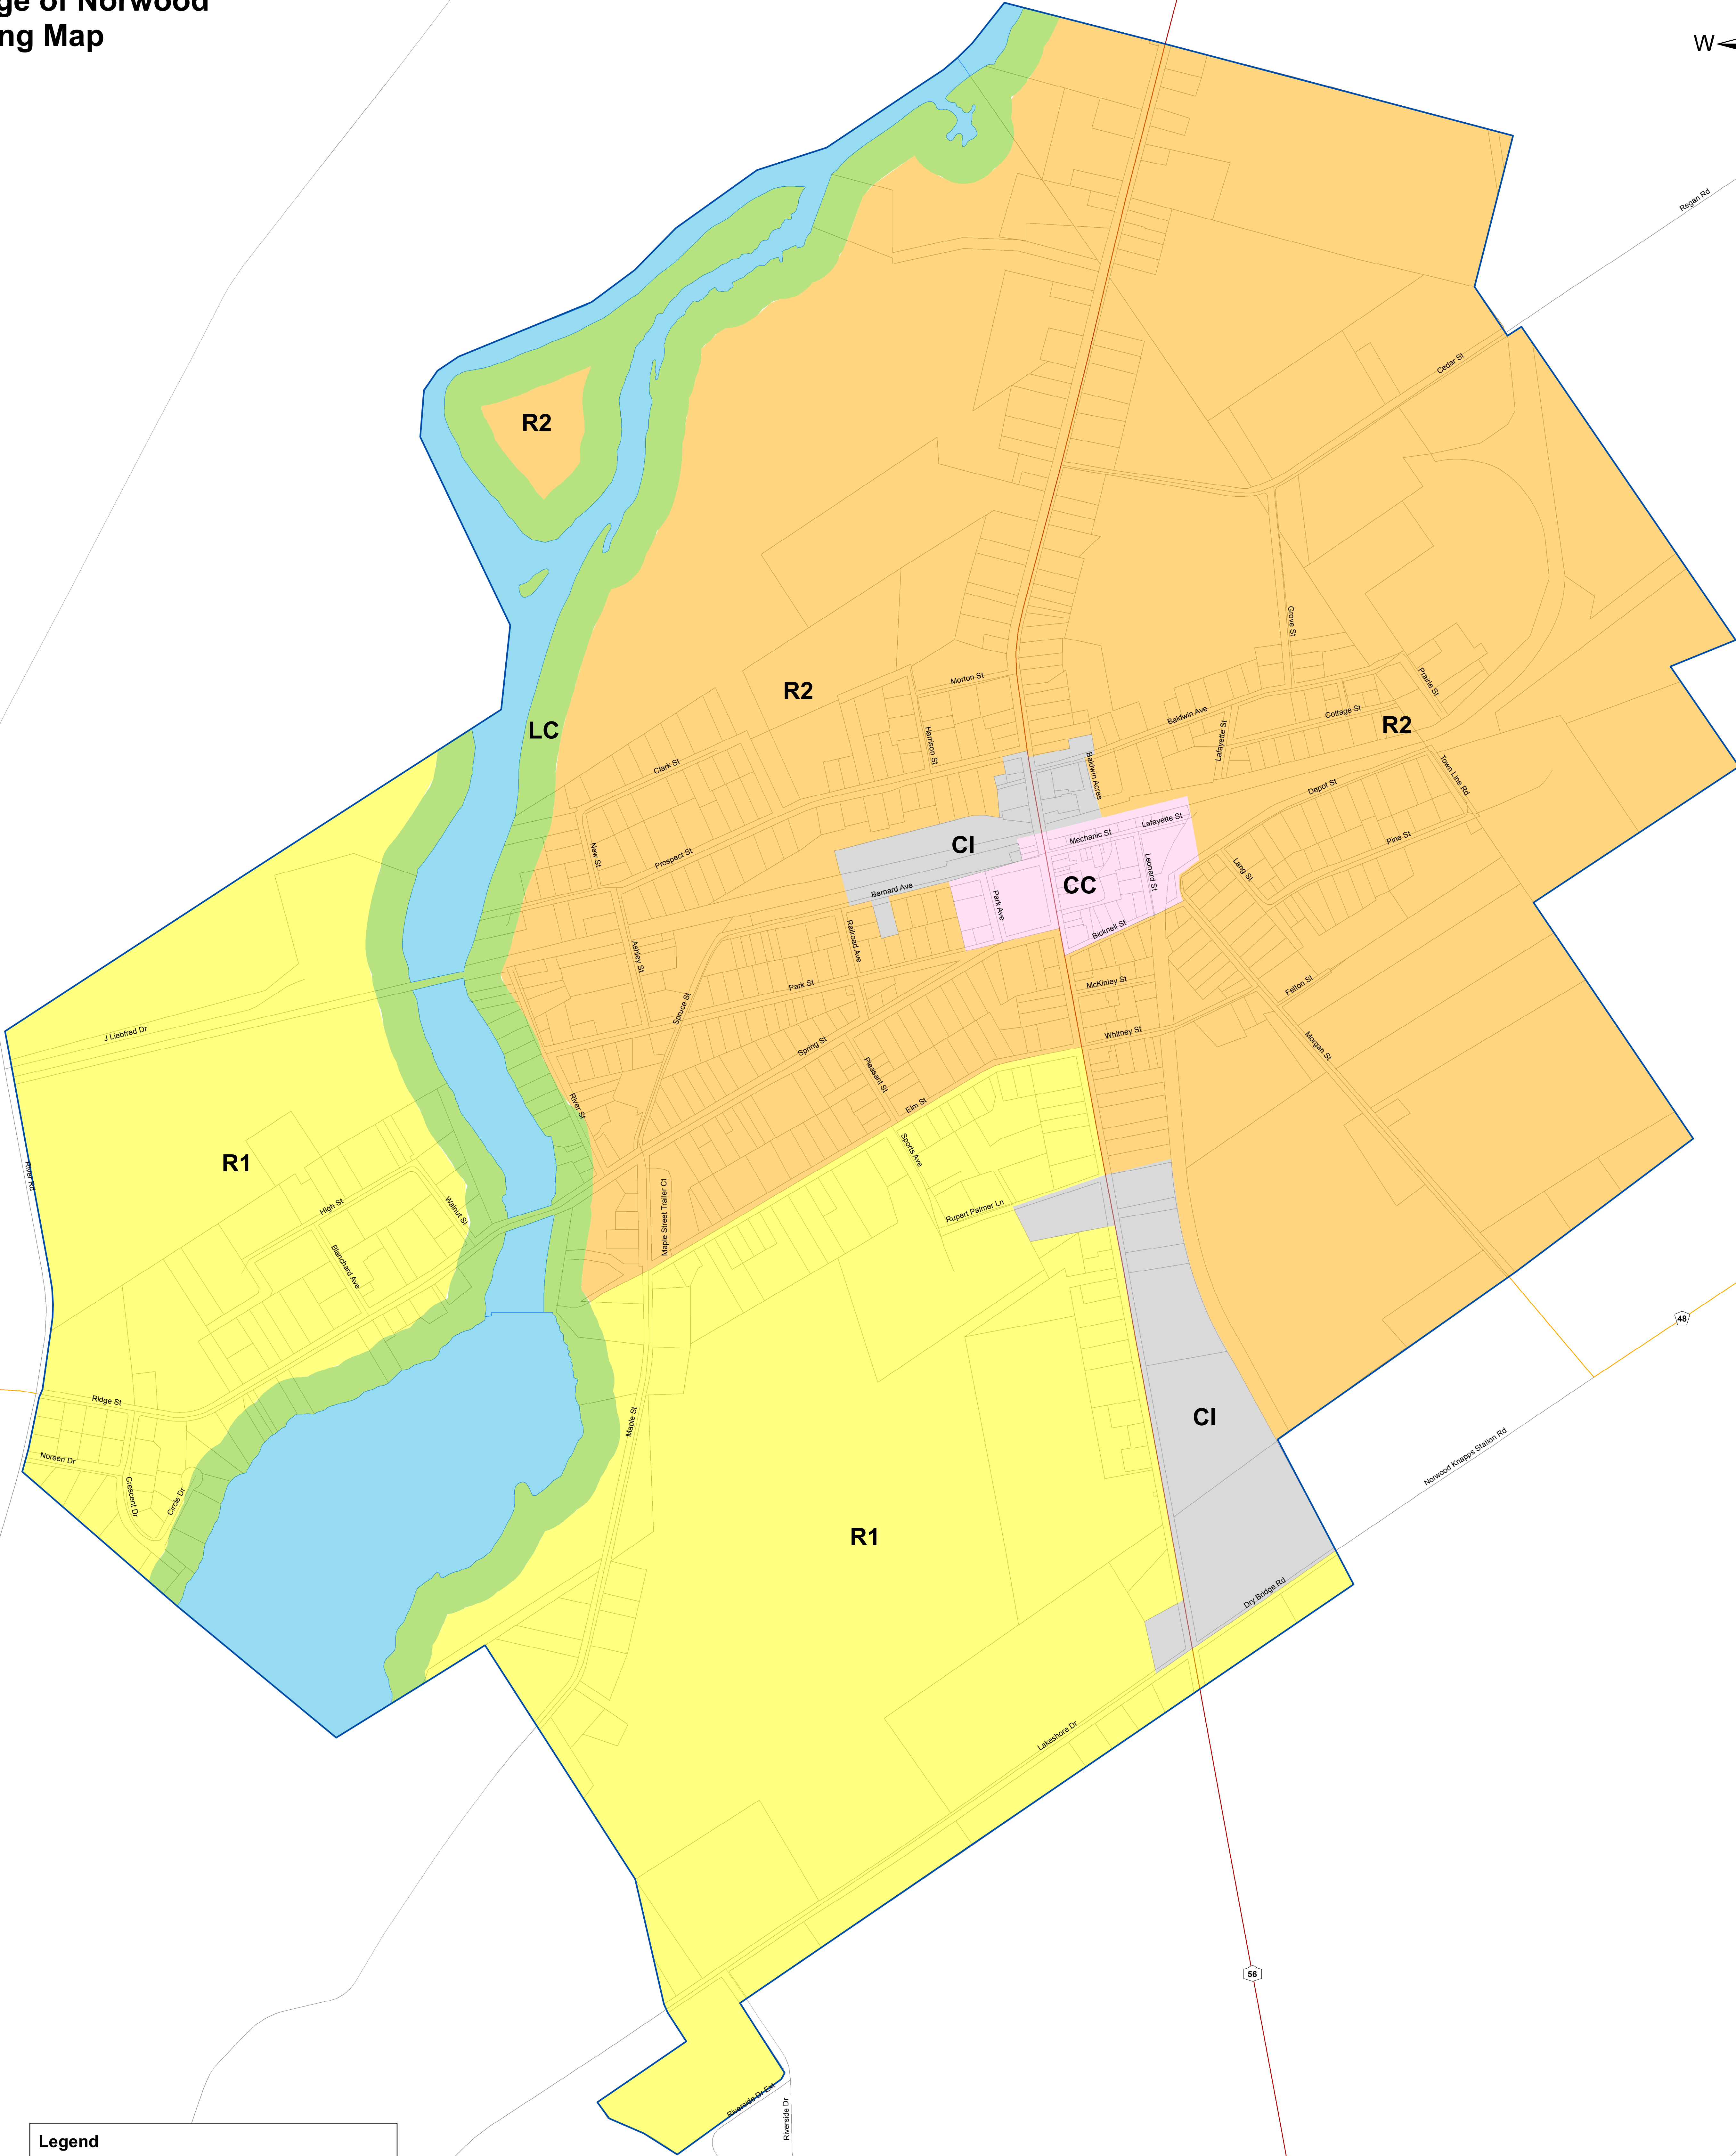 ge of Norwood
ng Map
W
Regan Rd
Cedar St
R2
Grove St
Morton St
R2
Prairie St
Harrison St
Baldwin Ave
Cottage St
R2
LC
Lafayette St
Clark St
Baldwin Acres
Town Line Rd
Depot St
Lafayette St
Mechanic St
CI
New St
Prospect St
Pine St
Lang St
Leonard St
CC
Bernard Ave
Park Ave
Bicknell St
Railroad Ave
Ashley St
Park St
McKinley St
Felton St
Spruce St
J Liebfred Dr
Whitney St
Spring St
Morgan St
Pleasant St
River St
Elm St
Sports Ave
R1
River Rd
High St
Walnut St
Maple Street Trailer Ct
Rupert Palmer Ln
Blanchard Ave
48
Ridge St
Maple St
CI
Norwood Knapps Station Rd
Noreen Dr
Crescent Dr
Circle Dr
R1
Dry Bridge Rd
Lakeshore Dr
56
Riverside Dr Ext
Riverside Dr
Legend